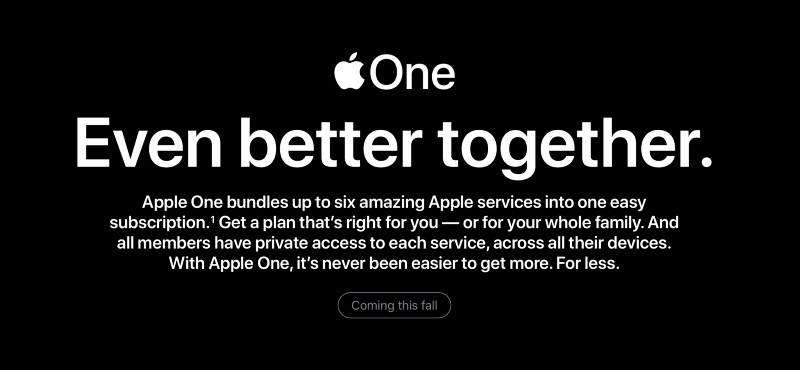 One
Even better together.
Apple One bundles up to six amazing Apple services into one easy
subscription.¹ Get a plan that’s right for you — or for your whole family. And
all members have private access to each service, across all their devices.
With Apple One, it’s never been easier to get more. For less.
Coming this fall